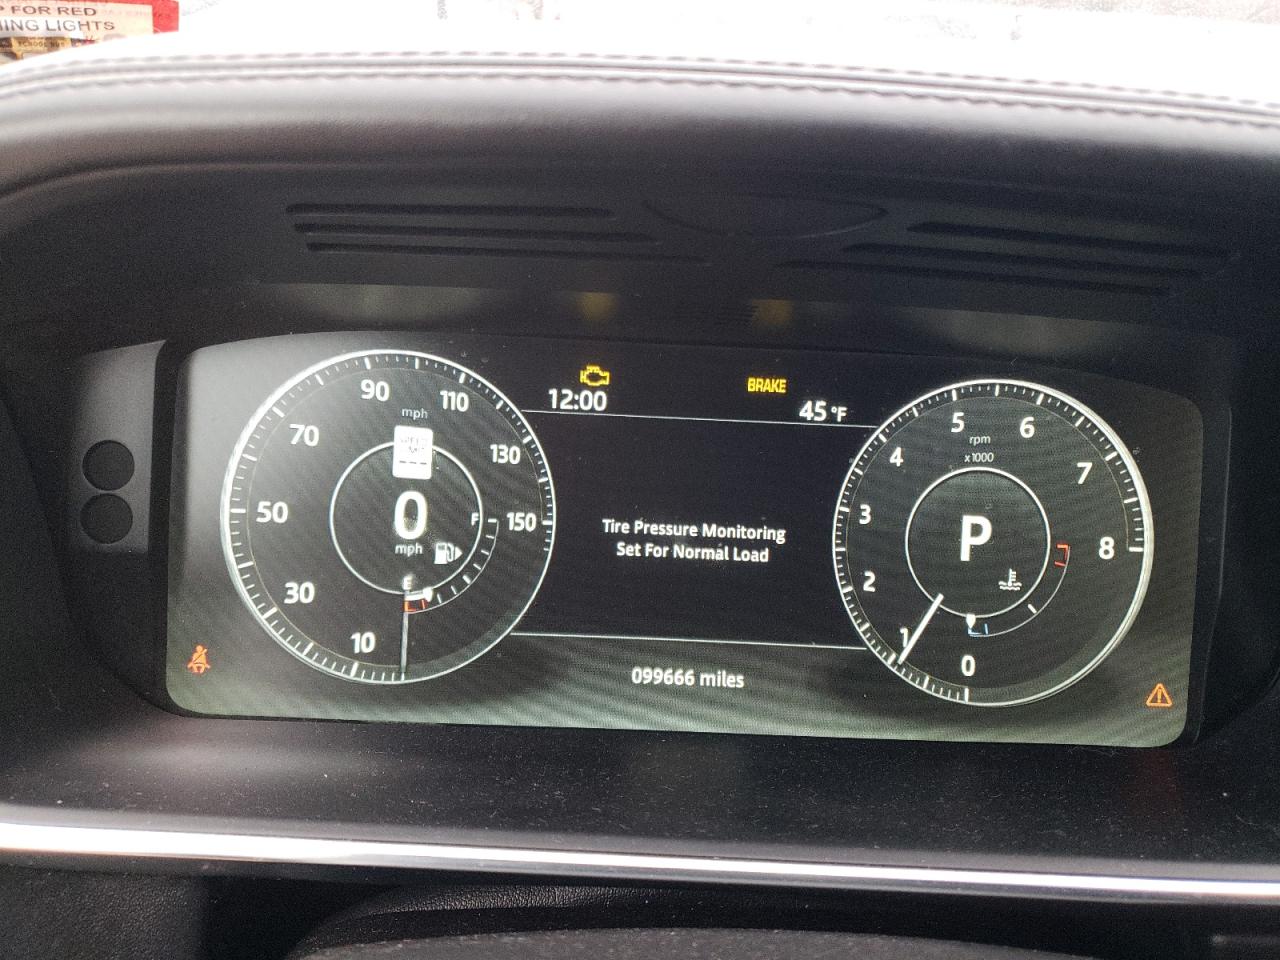 P FOR RED
ING LIGHTS
SCHOOL BUS
12:00
BRAKE
45 °F
90
mph
110
70
130
50
0
mph
F
150
E
30
10
Tire Pressure Monitoring
Set For Normal Load
099666 miles
5
rpm
x1000
6
4
7
3
P
8
2
1
0